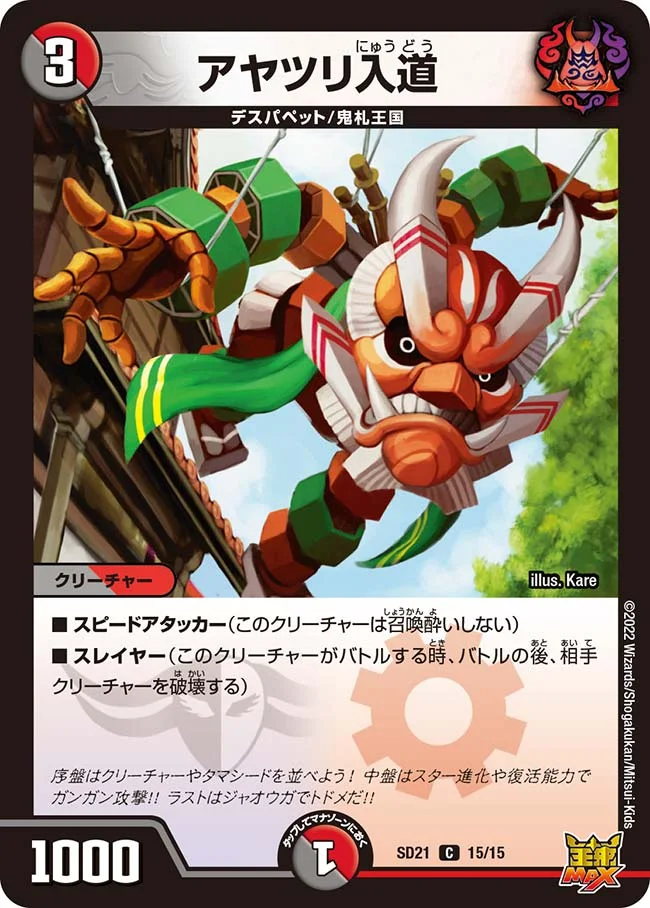 3
にゅうどう
アヤツリ入道
デスパペット/鬼札王国
illus. Kare
クリーチャー
■ スピードアタッカー(このクリーチャーは召喚酔いしない)
■ スレイヤー(このクリーチャーがバトルする時、バトルの後、相手
クリーチャーを破壊する)
序盤はクリーチャーやタマシードを並べよう! 中盤はスター進化や復活能力で
ガンガン攻撃!! ラストはジャオウガでトドメだ!!
©2022 Wizards/Shogakukan/Mitsui-Kids
タップしてマナゾーンにおく
1000
1
SD21 C 15/15
王来
MAX